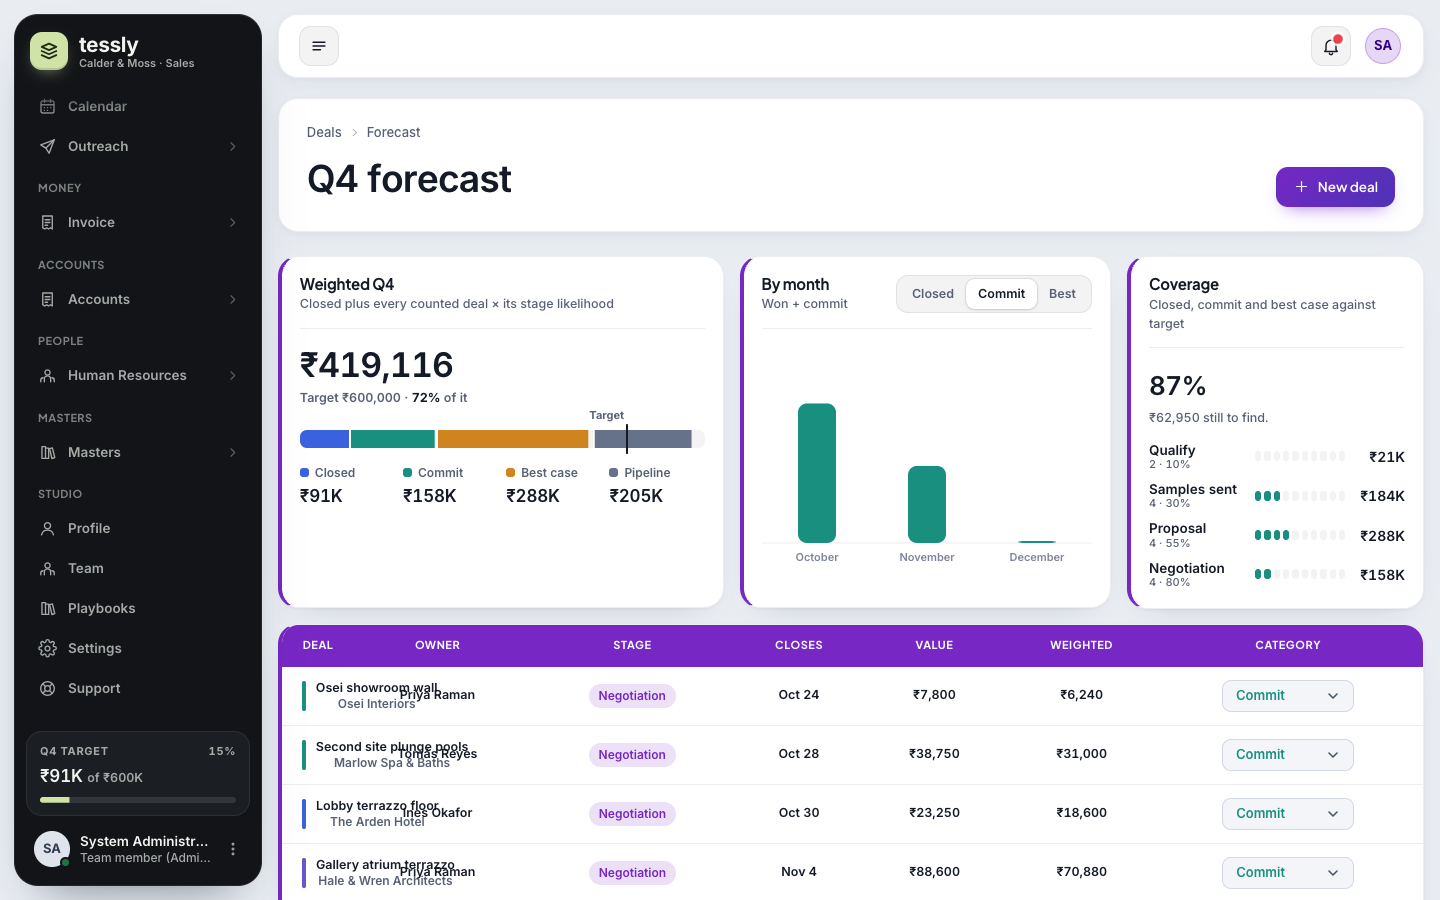 tessly
Calder & Moss · Sales
Calendar
Outreach
MONEY
Invoice
ACCOUNTS
Accounts
PEOPLE
Human Resources
MASTERS
Masters
STUDIO
Profile
Team
Playbooks
Settings
Support
Q4 TARGET 15%
₹91K of ₹600K
SA
System Administr...
Team member (Admi...
SA
Deals > Forecast
Q4 forecast
+ New deal
Weighted Q4
Closed plus every counted deal × its stage likelihood
₹419,116
Target ₹600,000 · 72% of it
Target
Closed Commit Best case Pipeline
₹91K ₹158K ₹288K ₹205K
By month
Won + commit
Closed Commit Best
October November December
Coverage
Closed, commit and best case against
target
87%
₹62,950 still to find.
Qualify
2 · 10%
₹21K
Samples sent
4 · 30%
₹184K
Proposal
4 · 55%
₹288K
Negotiation
4 · 80%
₹158K
DEAL OWNER STAGE CLOSES VALUE WEIGHTED CATEGORY
Osei showroom wall
Osei Interiors
Priya Raman Negotiation Oct 24 ₹7,800 ₹6,240 Commit
Second site plunge pools
Marlow Spa & Baths
Tomás Reyes Negotiation Oct 28 ₹38,750 ₹31,000 Commit
Lobby terrazzo floor
The Arden Hotel
Ines Okafor Negotiation Oct 30 ₹23,250 ₹18,600 Commit
Gallery atrium terrazzo
Hale & Wren Architects
Priya Raman Negotiation Nov 4 ₹88,600 ₹70,880 Commit